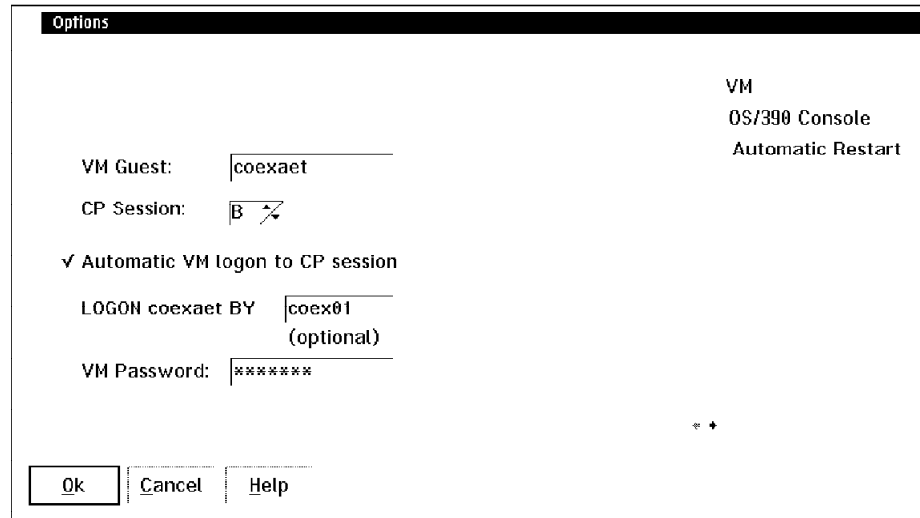 Options
VM
OS/390 Console
Automatic Restart
VM Guest: coexaet
CP Session: B
√ Automatic VM logon to CP session
LOGON coexaet BY coex01
(optional)
VM Password: *******
Ok Cancel Help